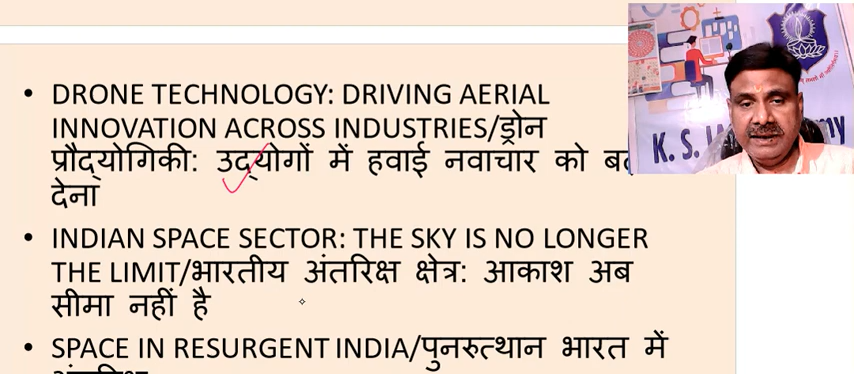 DRONE TECHNOLOGY: DRIVING AERIAL
INNOVATION ACROSS INDUSTRIES/ड्रोन
प्रौद्योगिकी: उद्योगों में हवाई नवाचार को
देना
INDIAN SPACE SECTOR: THE SKY IS NO LONGER
THE LIMIT/भारतीय अंतरिक्ष क्षेत्र: आकाश अब
सीमा नहीं है
SPACE IN RESURGENT INDIA/पुनरुत्थान भारत में
K. S.